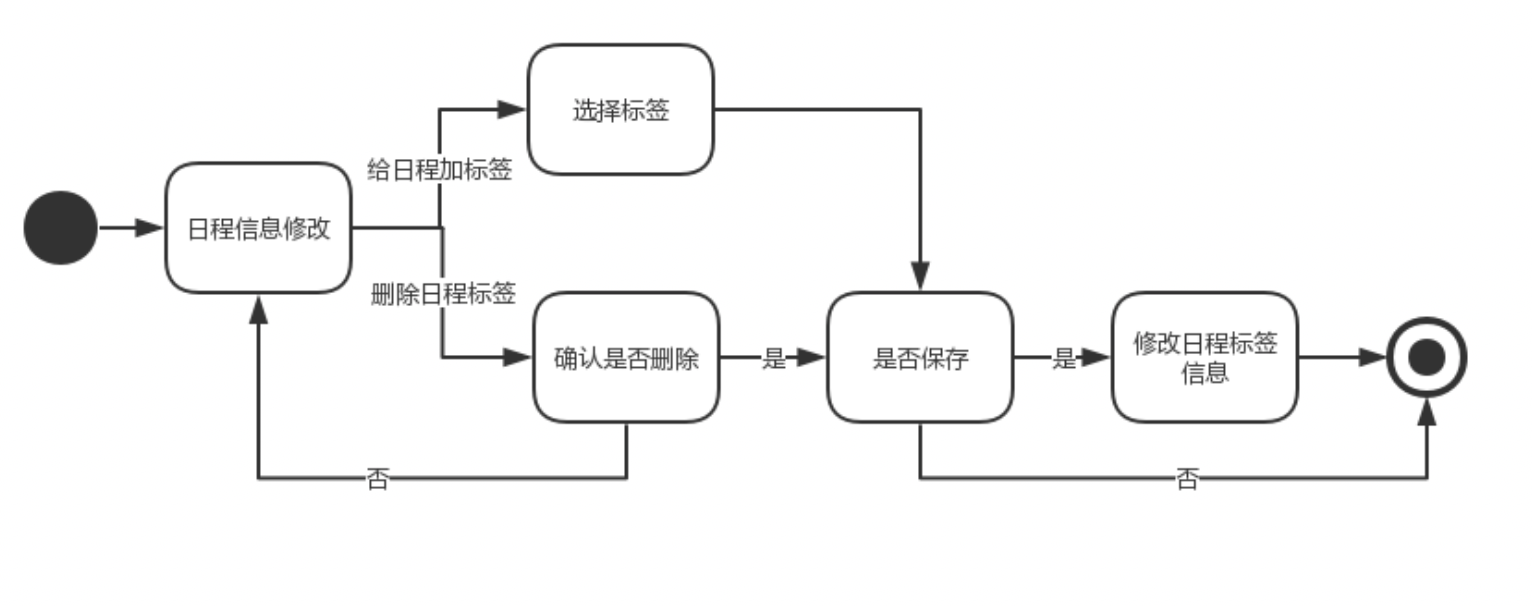 选择标签
给日程加标签
日程信息修改
删除日程标签
确认是否删除
是
是否保存
是
修改日程标签
信息
否
否